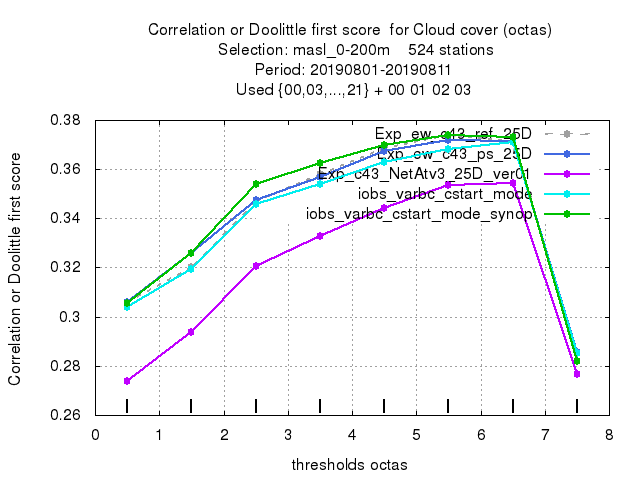 Correlation or Doolittle first score  for Cloud cover (octas)
Selection: masl_0-200m    524 stations
Period: 20190801-20190811
Used {00,03,...,21} + 00 01 02 03
Correlation or Doolittle first score
0.38
0.36
0.34
0.32
0.3
0.28
0.26
Exp_ew_c43_ref_25D
Exp_ew_c43_ps_25D
Exp_c43_NetAtv3_25D_ver01
iobs_varbc_cstart_mode
iobs_varbc_cstart_mode_synop
0 1 2 3 4 5 6 7 8
thresholds octas